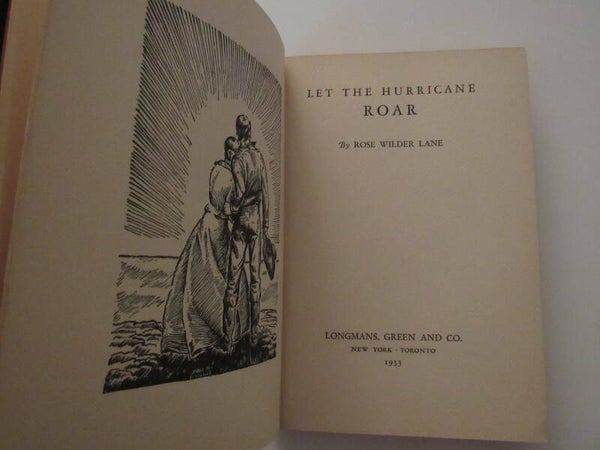 LET THE HURRICANE
ROAR
By ROSE WILDER LANE
LONGMANS, GREEN AND CO.
NEW YORK · TORONTO
1933